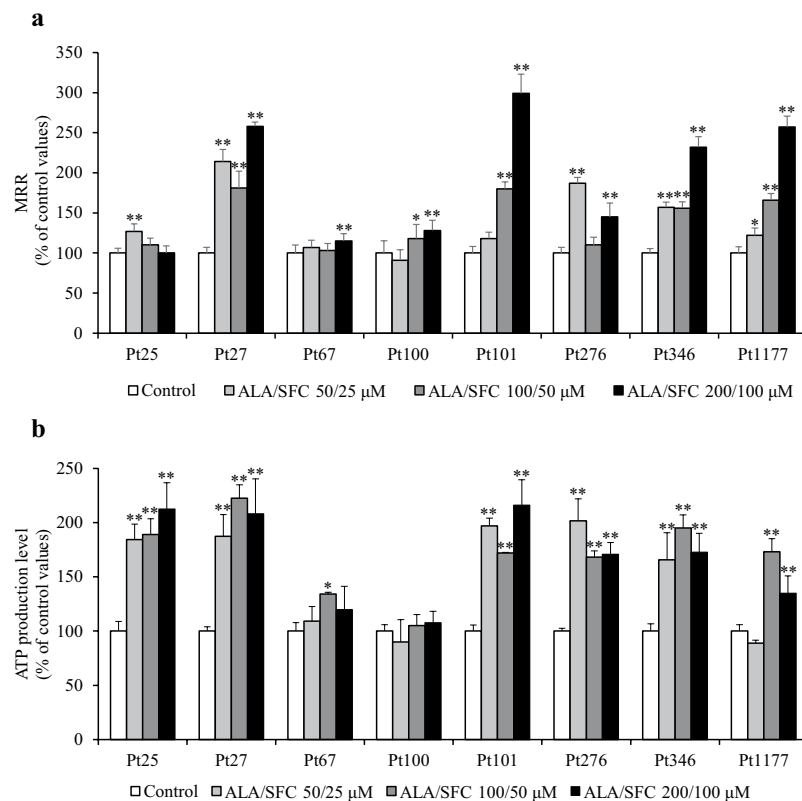 a
350
300
250
200
150
100
50
0
MRR
(% of control values)
** ** ** ** ** * ** ** ** ** ** ** ** ** * ** **
Pt25 Pt27 Pt67 Pt100 Pt101 Pt276 Pt346 Pt1177
Control ALA/SFC 50/25 μM ALA/SFC 100/50 μM ALA/SFC 200/100 μM
b
250
200
150
100
50
0
ATP production level
(% of control values)
** ** ** ** ** ** * ** ** ** ** ** ** ** ** ** ** **
Pt25 Pt27 Pt67 Pt100 Pt101 Pt276 Pt346 Pt1177
Control ALA/SFC 50/25 μM ALA/SFC 100/50 μM ALA/SFC 200/100 μM